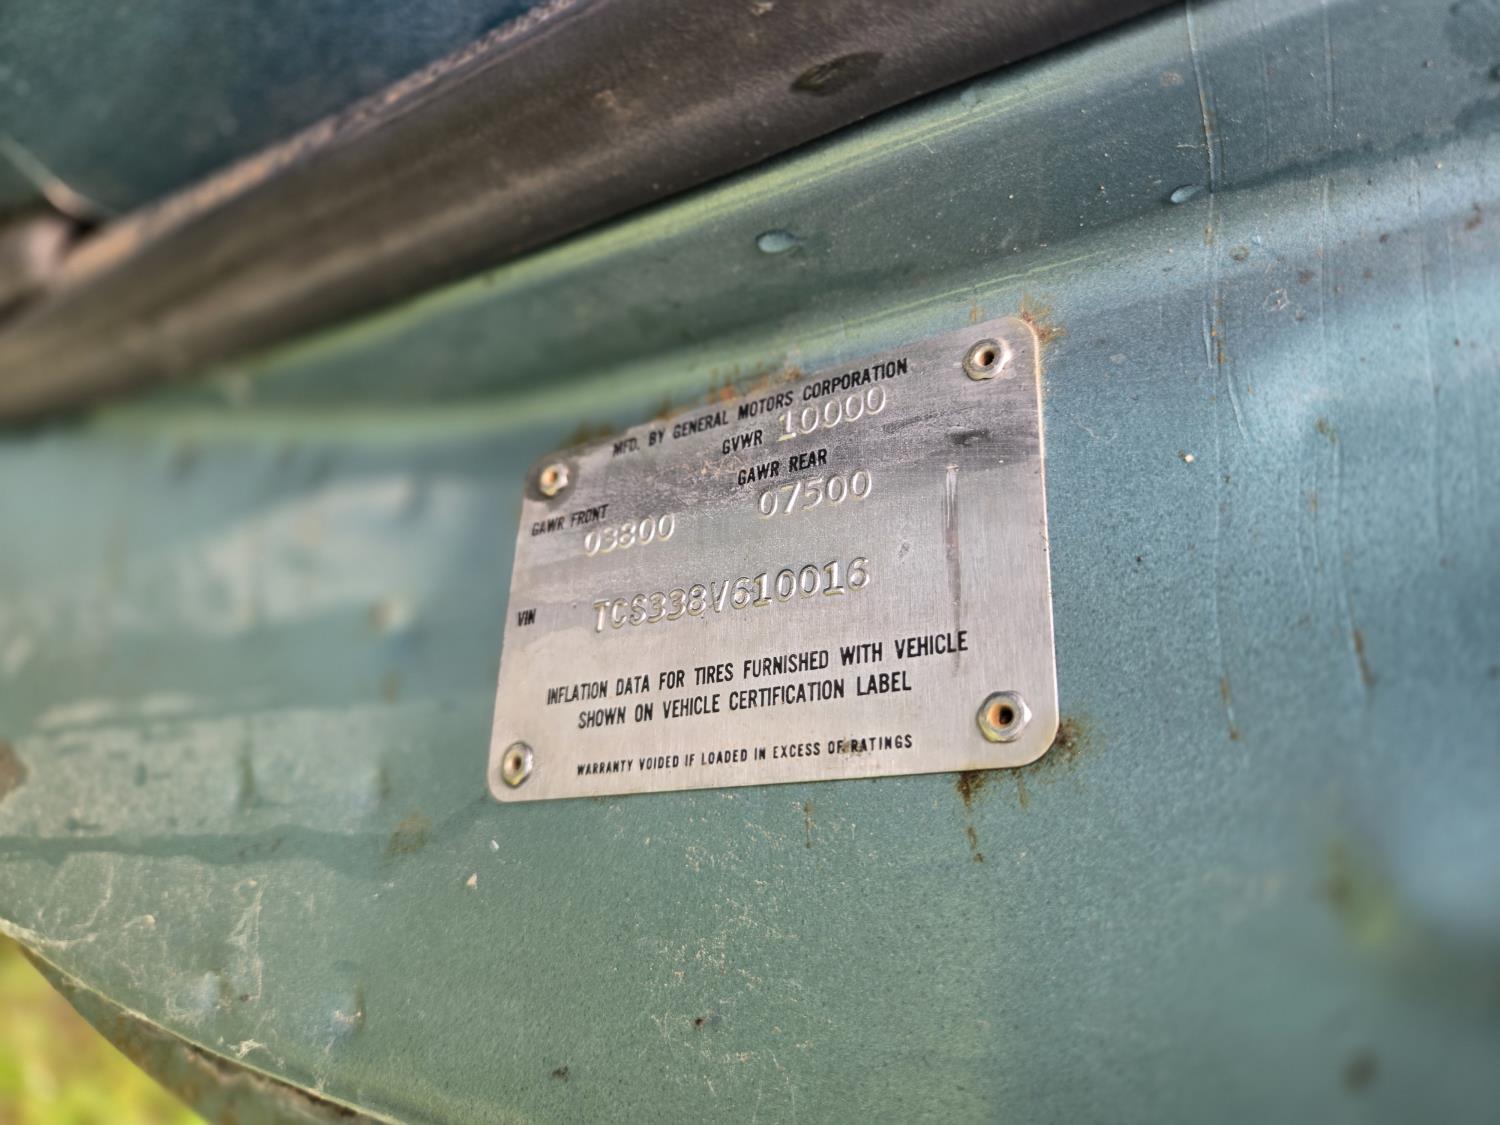 MFD. BY GENERAL MOTORS CORPORATION
GVWR 10000
GAWR FRONT GAWR REAR
03800 07500
VIN TCS338V610016
INFLATION DATA FOR TIRES FURNISHED WITH VEHICLE
SHOWN ON VEHICLE CERTIFICATION LABEL
WARRANTY VOIDED IF LOADED IN EXCESS OF RATINGS